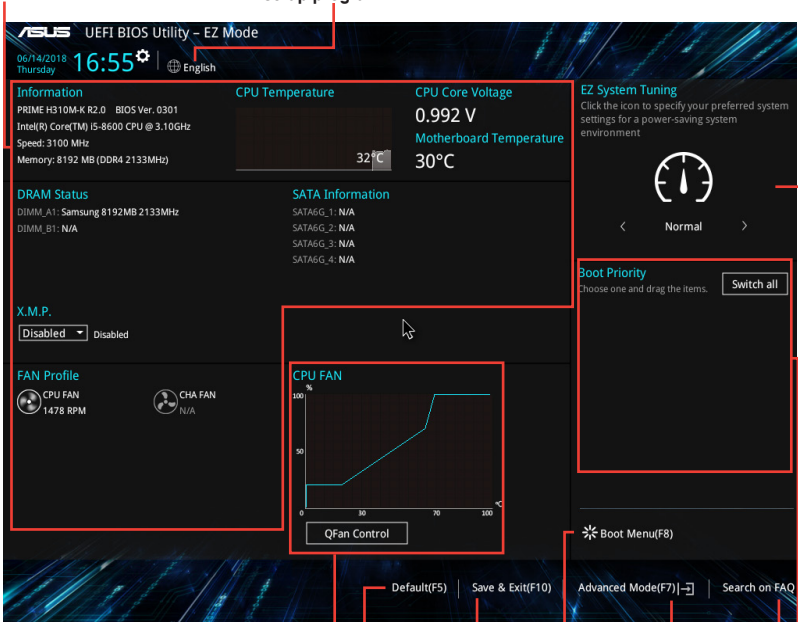 ASUS UEFI BIOS Utility – EZ Mode
06/14/2018
Thursday
16:55
English
Information
PRIME H310M-K R2.0 BIOS Ver. 0301
Intel(R) Core(TM) i5-8600 CPU @ 3.10GHz
Speed: 3100 MHz
Memory: 8192 MB (DDR4 2133MHz)
CPU Temperature
32°C
CPU Core Voltage
0.992 V
Motherboard Temperature
30°C
EZ System Tuning
Click the icon to specify your preferred system
settings for a power-saving system
environment
Normal
DRAM Status
DIMM_A1: Samsung 8192MB 2133MHz
DIMM_B1: N/A
SATA Information
SATA6G_1: N/A
SATA6G_2: N/A
SATA6G_3: N/A
SATA6G_4: N/A
Boot Priority
Choose one and drag the items.
Switch all
X.M.P.
Disabled
Disabled
FAN Profile
CPU FAN
1478 RPM
CHA FAN
N/A
CPU FAN
%
100
50
0 30 70 100
°C
QFan Control
Boot Menu(F8)
Default(F5)
Save & Exit(F10)
Advanced Mode(F7)
Search on FAQ